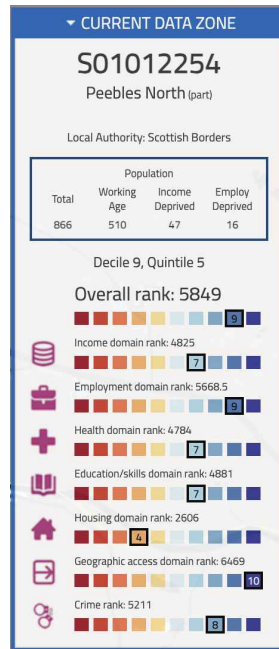 CURRENT DATA ZONE
S01012254
Peebles North (part)
Local Authority: Scottish Borders
Population
Total Working Age Income Deprived Employ Deprived
866 510 47 16
Decile 9, Quintile 5
Overall rank: 5849
9
Income domain rank: 4825
7
Employment domain rank: 5668.5
9
Health domain rank: 4784
7
Education/skills domain rank: 4881
7
Housing domain rank: 2606
4
Geographic access domain rank: 6469
10
Crime rank: 5211
8